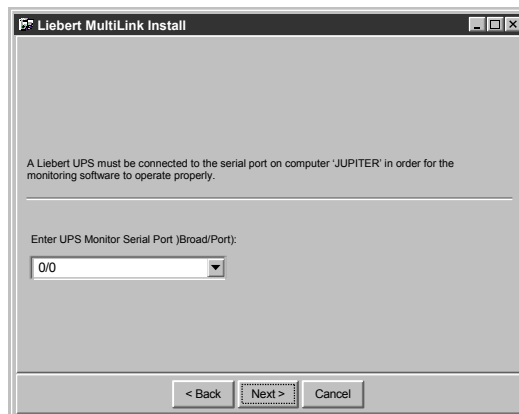 Liebert MultiLink Install
A Liebert UPS must be connected to the serial port on computer ‘JUPITER’ in order for the
monitoring software to operate properly.
Enter UPS Monitor Serial Port )Broad/Port):
0/0
< Back
Next >
Cancel